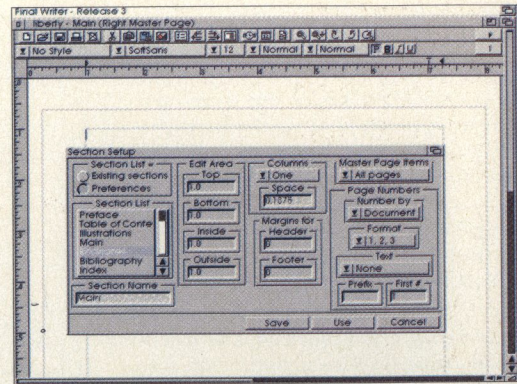 Final Writer - Release 3
liberty - Main (Right Master Page)
No Style SoftSans 12 Normal Normal B I U
Section Setup
Section List =
Existing sections
Preferences
Section List
Preface
Table of Conte
Illustrations
Main
Bibliography
Index
Section Name
Main
Edit Area
Top
1.0
Bottom
1.0
Inside
1.0
Outside
1.0
Columns
One
Space
0.1875
Margins for
Header
0
Footer
0
Master Page Items
All pages
Page Numbers
Number by
Document
Format
1, 2, 3
Text
None
Prefix First #
Save Use Cancel